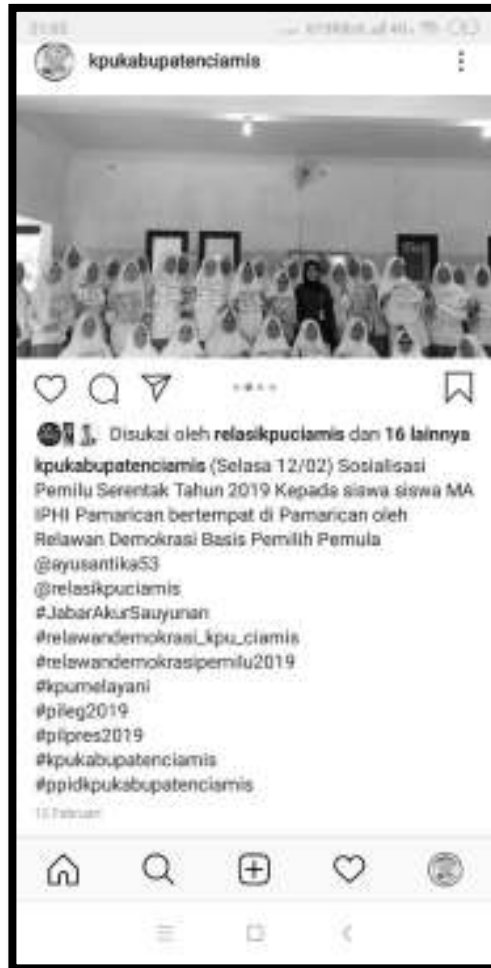 kpukabupatenciamis
Disukai oleh relasikpuciamis dan 16 lainnya
kpukabupatenciamis (Selasa 12/02) Sosialisasi
Pemilu Serentak Tahun 2019 Kepada siswa siswa MA
IPHI Pamarican bertempat di Pamarican oleh
Relawan Demokrasi Basis Pemilih Pemula
@ayusantika53
@relasikpuciamis
#JabarAkurSauyunan
#relawandemokrasi_kpu_ciamis
#relawandemokrasipemilu2019
#kpumelayani
#pileg2019
#pilpres2019
#kpukabupatenciamis
#ppidkpukabupatenciamis
Februari